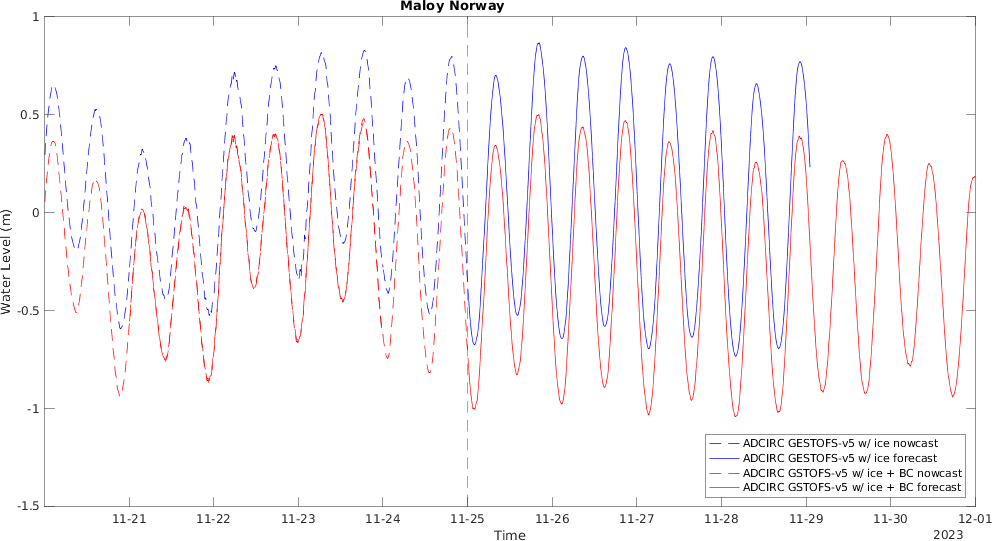 Maloy Norway
1
0.5
0
-0.5
-1
-1.5
Water Level (m)
ADCIRC GESTOFS-v5 w/ ice nowcast
ADCIRC GESTOFS-v5 w/ ice forecast
ADCIRC GSTOFS-v5 w/ ice + BC nowcast
ADCIRC GSTOFS-v5 w/ ice + BC forecast
11-21 11-22 11-23 11-24 11-25 11-26 11-27 11-28 11-29 11-30 12-01
Time
2023